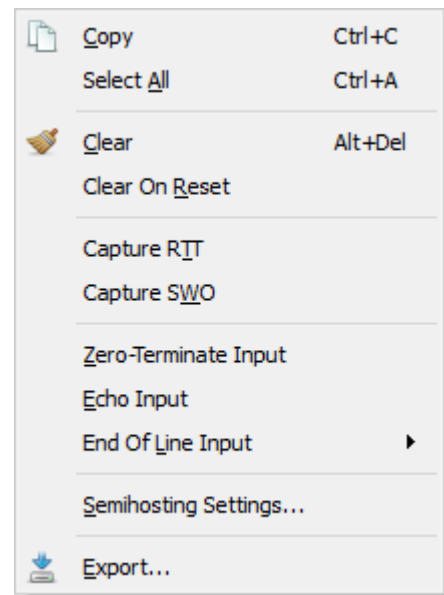 Copy Ctrl+C
Select All Ctrl+A
Clear Alt+Del
Clear On Reset
Capture RTT
Capture SWO
Zero-Terminate Input
Echo Input
End Of Line Input
Semihosting Settings...
Export...